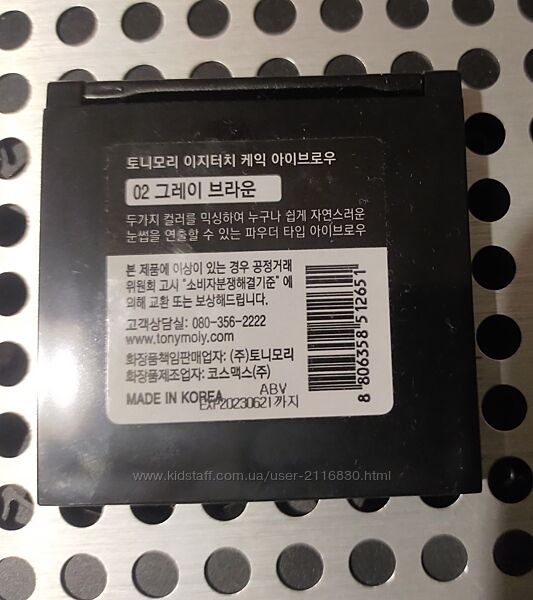 토니모리 이지터치 케익 아이브로우
02 그레이 브라운
두가지 컬러를 믹싱하여 누구나 쉽게 자연스러운
눈썹을 연출할 수 있는 파우더 타입 아이브로우
본 제품에 이상이 있는 경우 공정거래
위원회 고시 "소비자분쟁해결기준" 에
의해 교환 또는 보상해드립니다.
고객상담실: 080-356-2222
www.tonymoly.com
화장품책임판매업자: (주)토니모리
화장품제조업자: 코스맥스(주)
MADE IN KOREA
ABV
EXP20230621까지
8 806358 512651
www.kidstaff.com.ua/user-2116830.html